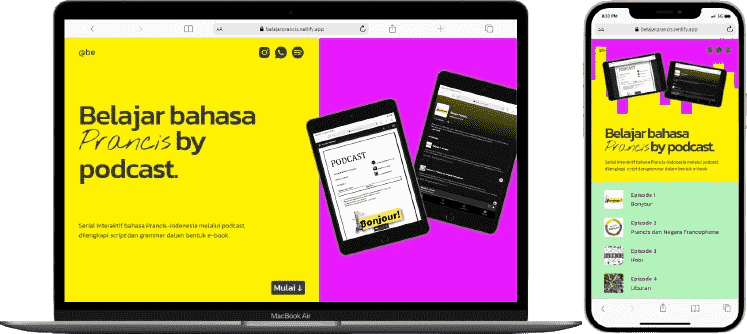 AA
belajarprancis.netlify.app
@be
Belajar bahasa
Prancis by
podcast.
Serial interaktif bahasa Prancis-Indonesia melalui podcast,
dilengkapi script dan grammar dalam bentuk e-book.
Mulai ↓
PODCAST
Bonjour!
MacBook Air
5G
AA
belajarprancis.netlify.app
Belajar bahasa
Prancis by podcast.
Serial interaktif bahasa Prancis-Indonesia melalui podcast,
dilengkapi script dan grammar dalam bentuk e-book.
Episode 1
Bonjour
Episode 2
Prancis dan Negara Francophone
Episode 3
Hobi
Episode 4
Liburan